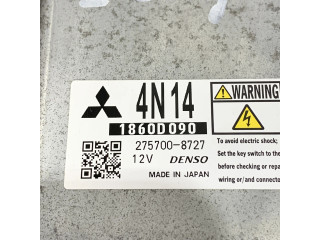 4N14
1860D090
275700-8727
12V DENSO
MADE IN JAPAN
WARNING
To avoid electric shock;
Set the key switch to the
before checking or repa
wiring or/and connecto